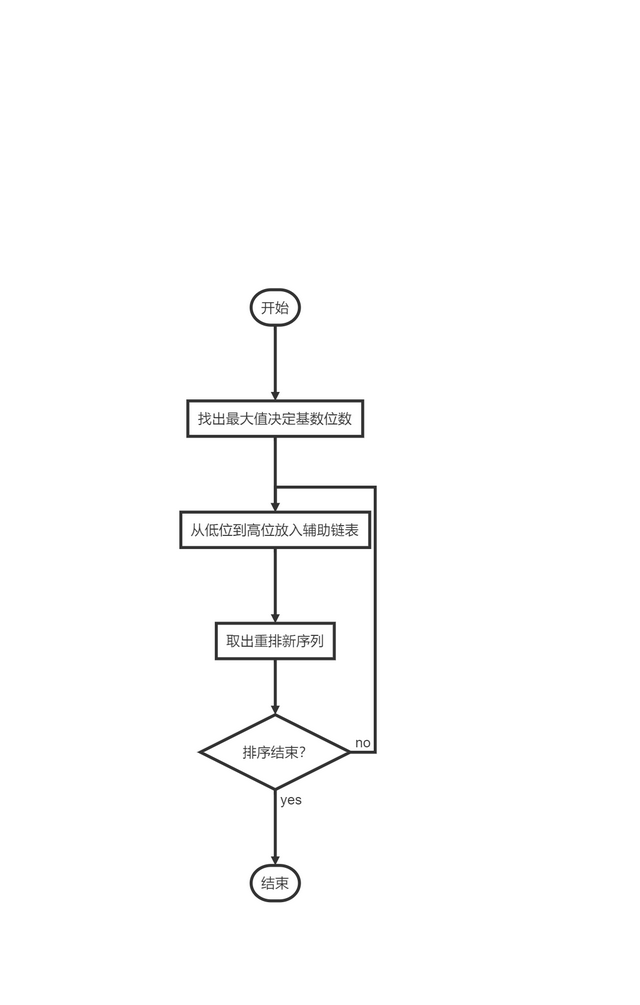 开始
找出最大值决定基数位数
从低位到高位放入辅助链表
取出重排新序列
排序结束?
no
yes
结束